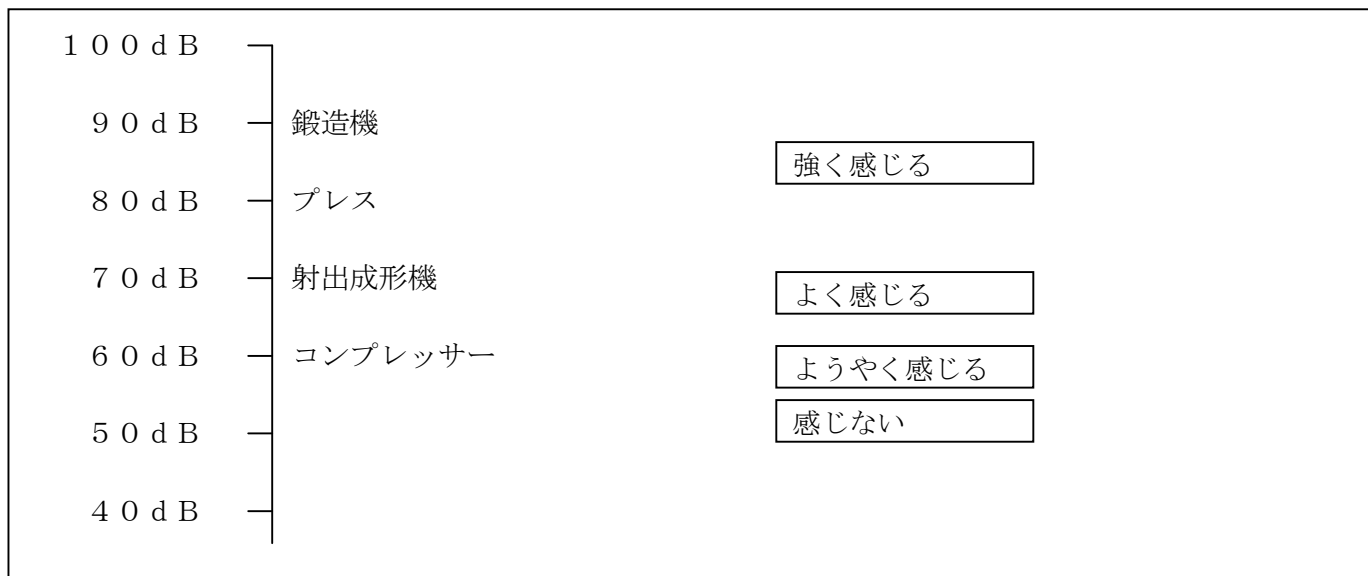 １００ｄＢ
９０ｄＢ 鍛造機
強く感じる
８０ｄＢ プレス
７０ｄＢ 射出成形機
よく感じる
６０ｄＢ コンプレッサー
ようやく感じる
感じない
５０ｄＢ
４０ｄＢ